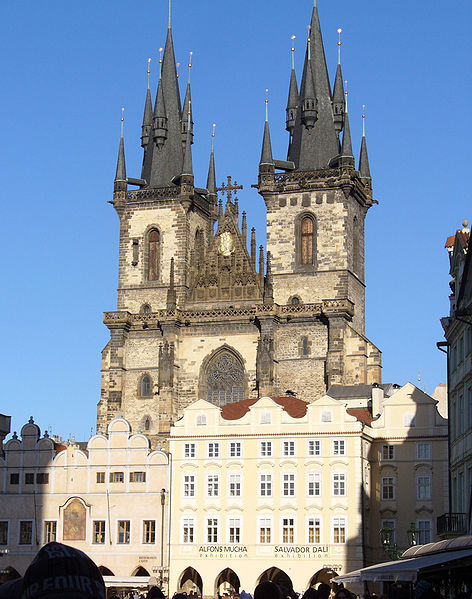 ALFONS MUCHA
exhibition
SALVADOR DALÍ
exhibition